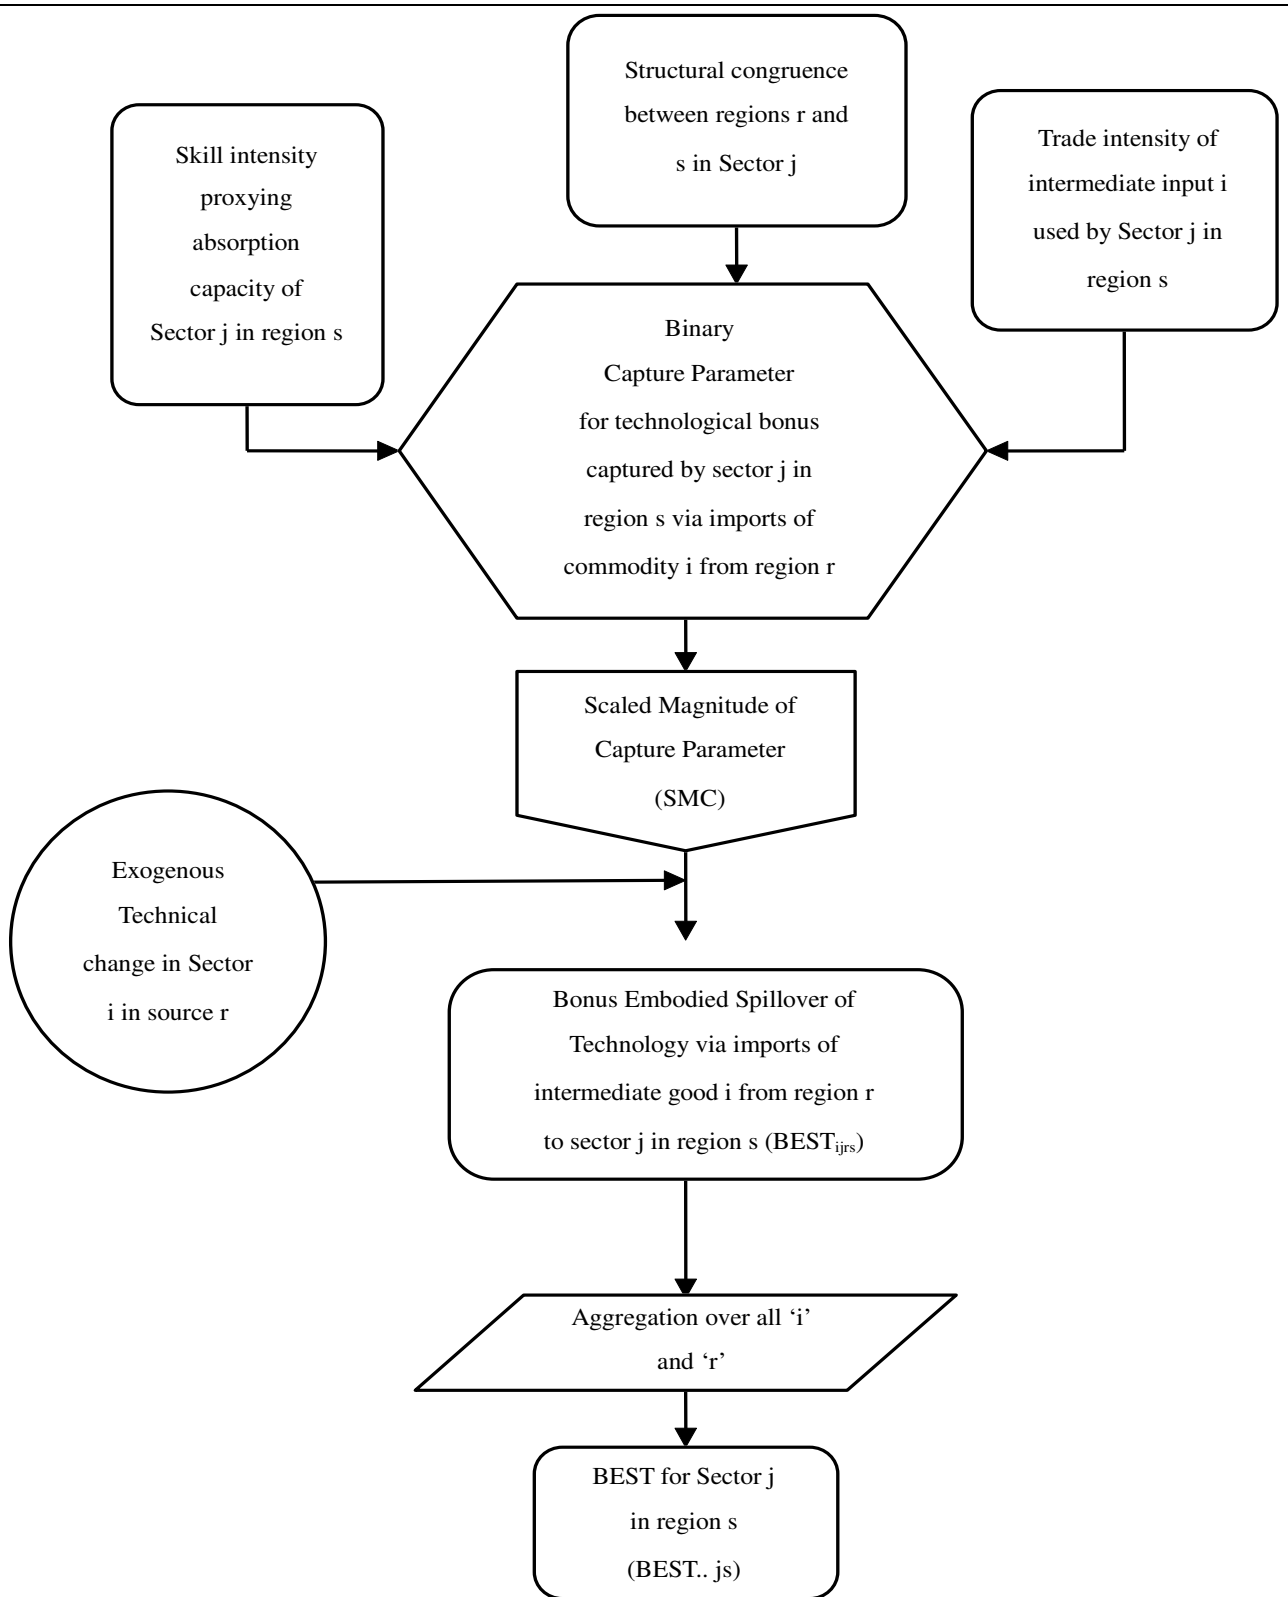 Structural congruence
between regions r and
s in Sector j
Skill intensity
proxying
absorption
capacity of
Sector j in region s
Trade intensity of
intermediate input i
used by Sector j in
region s
Binary
Capture Parameter
for technological bonus
captured by sector j in
region s via imports of
commodity i from region r
Scaled Magnitude of
Capture Parameter
(SMC)
Exogenous
Technical
change in Sector
i in source r
Bonus Embodied Spillover of
Technology via imports of
intermediate good i from region r
to sector j in region s (BESTijrs)
Aggregation over all ‘i’
and ‘r’
BEST for Sector j
in region s
(BEST.. js)